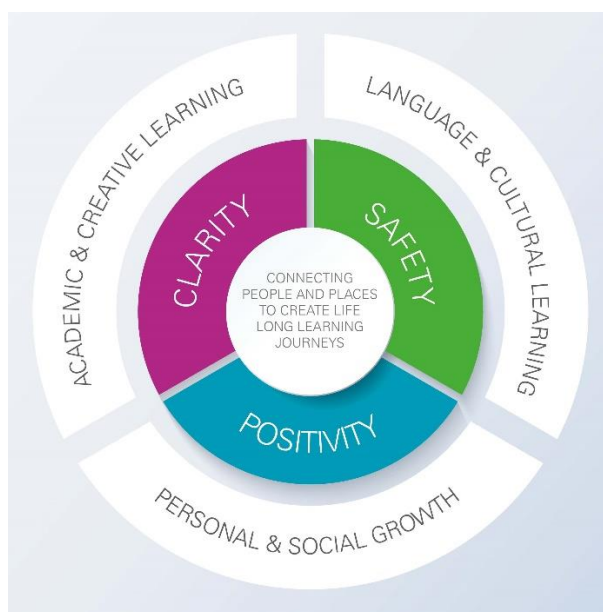 ACADEMIC & CREATIVE LEARNING
LANGUAGE & CULTURAL LEARNING
CLARITY
SAFETY
CONNECTING
PEOPLE AND PLACES
TO CREATE LIFE
LONG LEARNING
JOURNEYS
POSITIVITY
PERSONAL & SOCIAL GROWTH